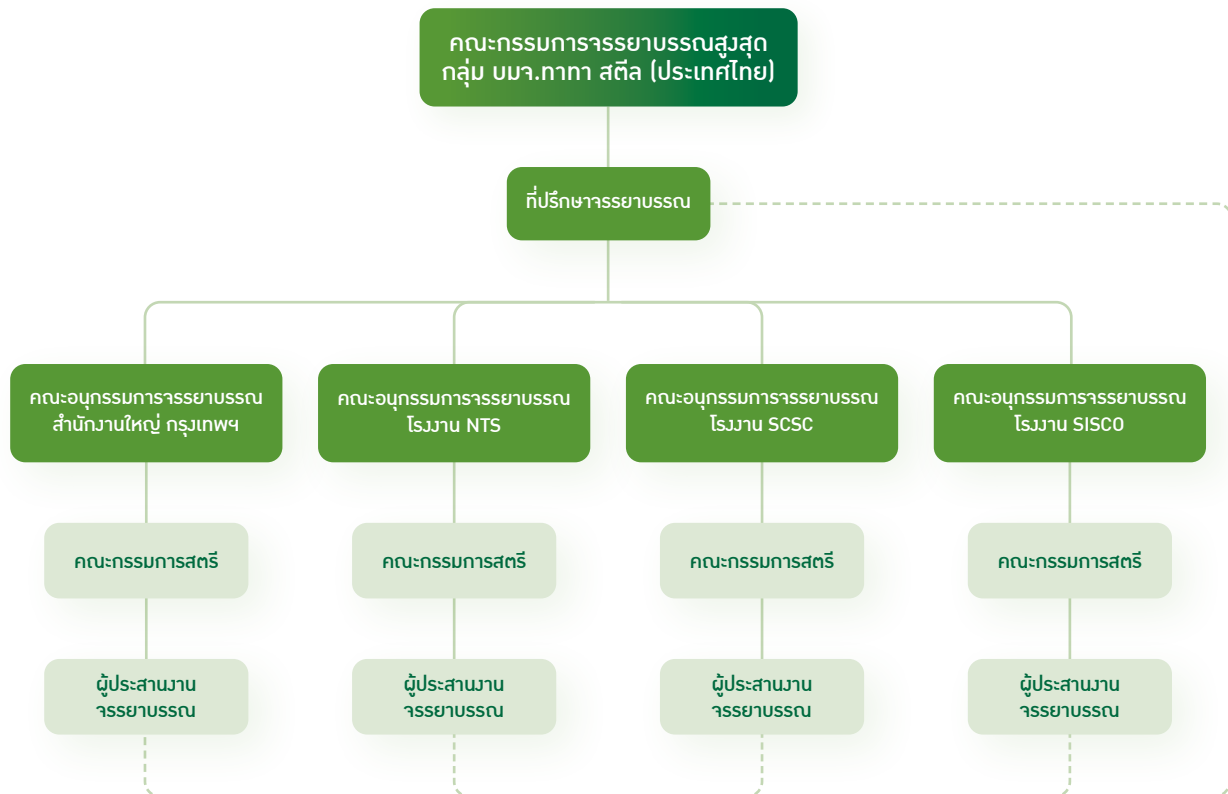 คณะกรรมการจรรยาบรรณสูงสุด
กลุ่ม บมจ.ทาทา สตีล (ประเทศไทย)
ที่ปรึกษาจรรยาบรรณ
คณะอนุกรรมการจรรยาบรรณ
สำนักงานใหญ่ กรุงเทพฯ
คณะอนุกรรมการจรรยาบรรณ
โรงงาน NTS
คณะอนุกรรมการจรรยาบรรณ
โรงงาน SCSC
คณะอนุกรรมการจรรยาบรรณ
โรงงาน SISCO
คณะกรรมการสตรี
คณะกรรมการสตรี
คณะกรรมการสตรี
คณะกรรมการสตรี
ผู้ประสานงาน
จรรยาบรรณ
ผู้ประสานงาน
จรรยาบรรณ
ผู้ประสานงาน
จรรยาบรรณ
ผู้ประสานงาน
จรรยาบรรณ